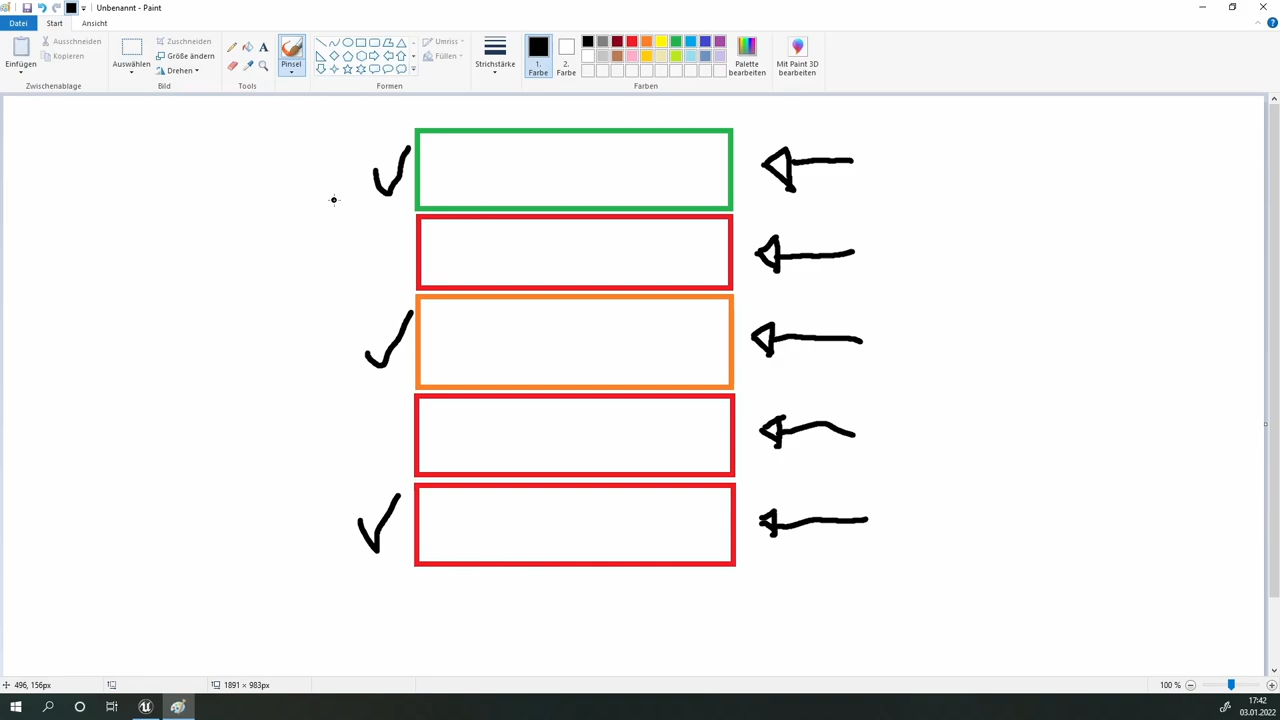 Unbenannt - Paint
Datei Start Ansicht
Einfügen
Ausschneiden
Kopieren
Zwischenablage
Auswählen
Zuschneiden
Größe ändern
Drehen
Bild
A
Tools
Pinsel
Formen
Umriss
Füllen
Strichstärke
1. Farbe
2. Farbe
Farben
Palette bearbeiten
Mit Paint 3D bearbeiten
496, 156px
1891 × 983px
100 %
17:42
03.01.2022